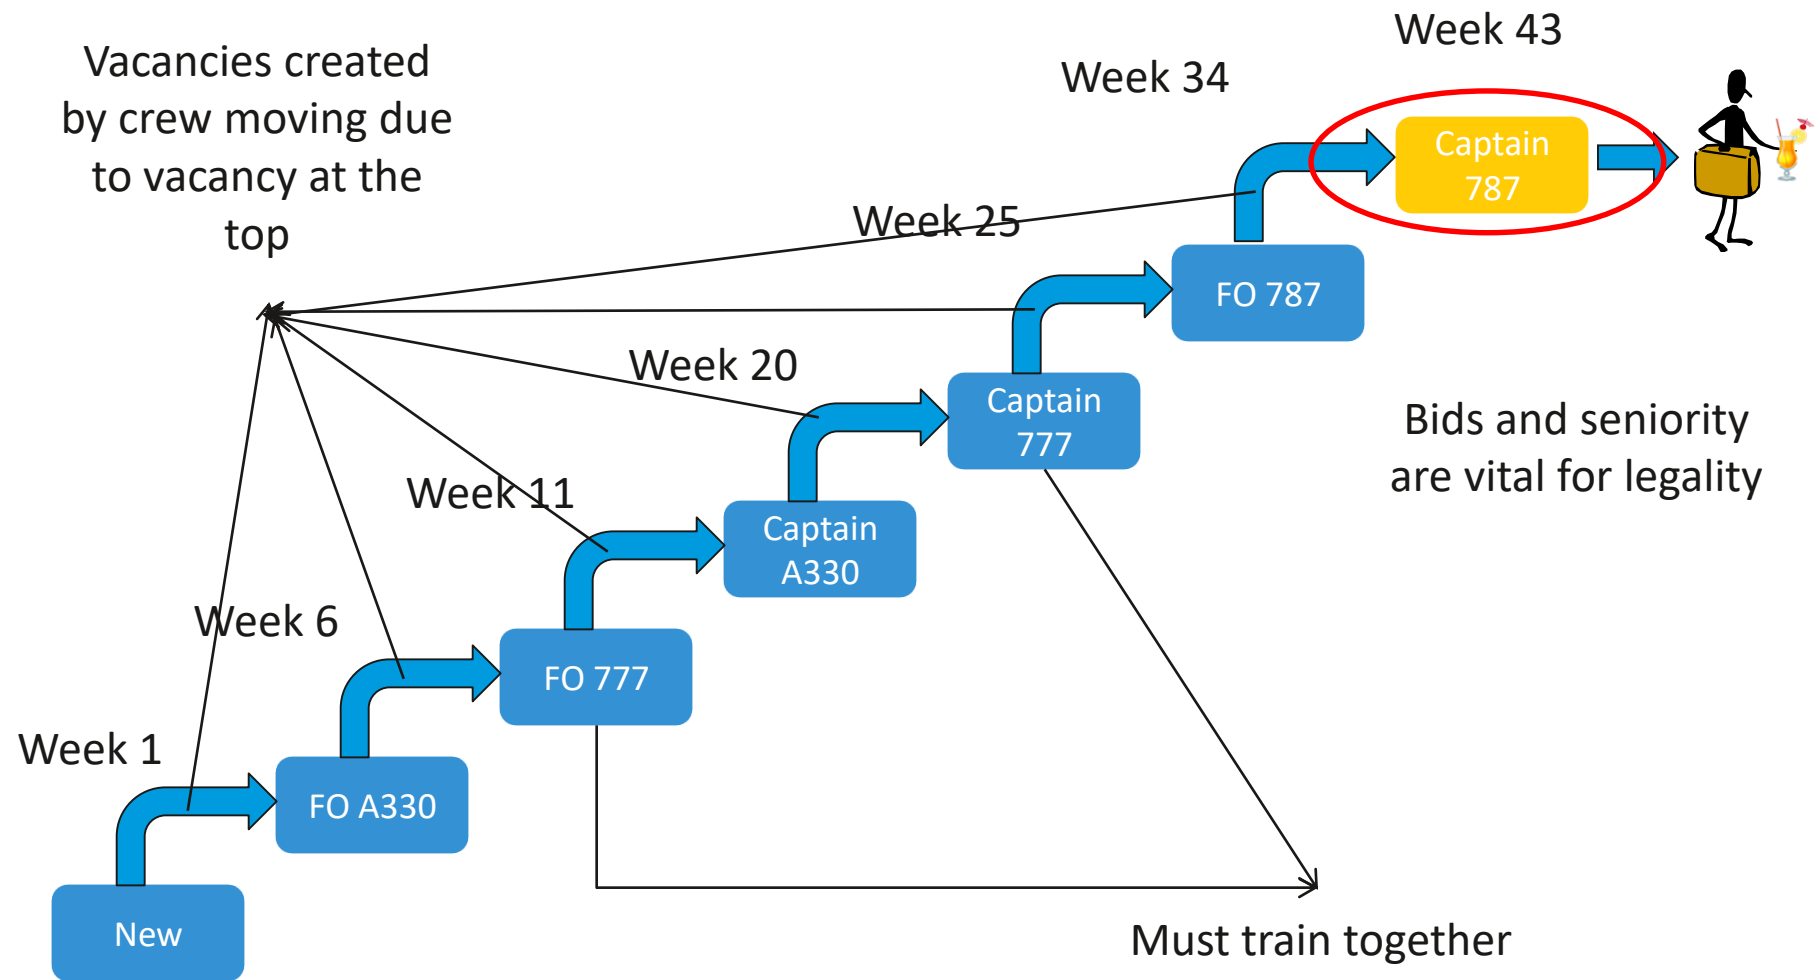 Week 43
Vacancies created
by crew moving due
to vacancy at the
top
Week 34
Captain
787
Week 25
FO 787
Week 20
Captain
777
Bids and seniority
are vital for legality
Week 11
Captain
A330
Week 6
FO 777
Week 1
FO A330
New
Must train together